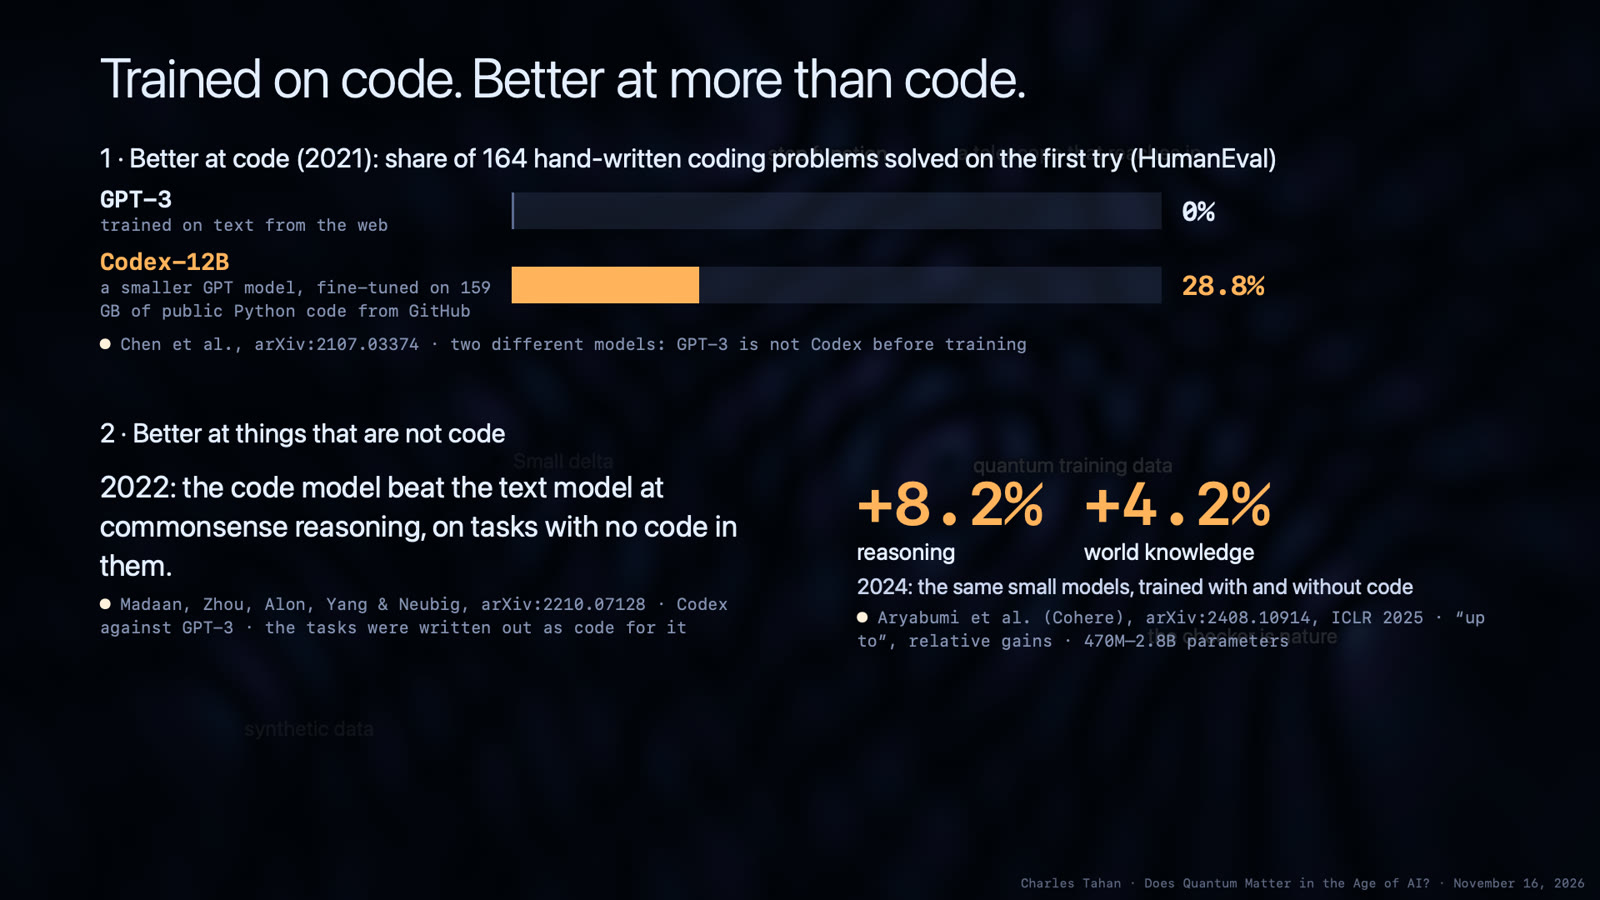 Trained on code. Better at more than code.
1 · Better at code (2021): share of 164 hand-written coding problems solved on the first try (HumanEval)
GPT-3
trained on text from the web
0%
Codex-12B
a smaller GPT model, fine-tuned on 159
GB of public Python code from GitHub
28.8%
Chen et al., arXiv:2107.03374 · two different models: GPT-3 is not Codex before training
2 · Better at things that are not code
Small delta
2022: the code model beat the text model at
commonsense reasoning, on tasks with no code in
them.
Madaan, Zhou, Alon, Yang & Neubig, arXiv:2210.07128 · Codex
against GPT-3 · the tasks were written out as code for it
quantum training data
+8.2% +4.2%
reasoning world knowledge
2024: the same small models, trained with and without code
Aryabumi et al. (Cohere), arXiv:2408.10914, ICLR 2025 · “up
to”, relative gains · 470M–2.8B parameters
the checker is nature
synthetic data
Charles Tahan · Does Quantum Matter in the Age of AI? · November 16, 2026